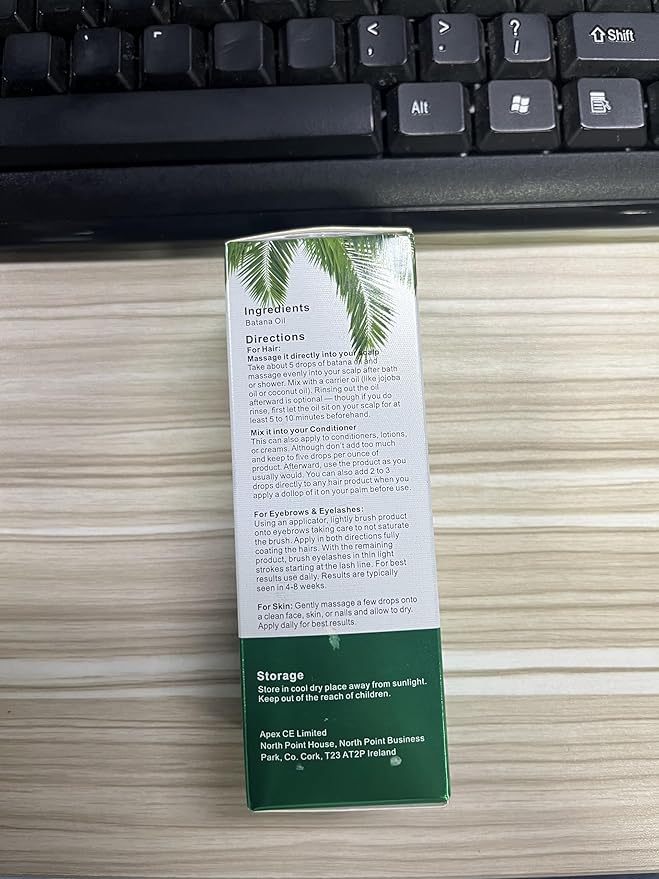 <
,
>
.
?
/
Shift
Alt
Ingredients
Batana Oil
Directions
For Hair:
Massage it directly into your scalp
Take about 5 drops of batana oil and
massage evenly into your scalp after bath
or shower. Mix with a carrier oil (like jojoba
oil or coconut oil). Rinsing out the oil
afterward is optional — though if you do
rinse, first let the oil sit on your scalp for at
least 5 to 10 minutes beforehand.
Mix it into your Conditioner
This can also apply to conditioners, lotions,
or creams. Although don't add too much
and keep to five drops per ounce of
product. Afterward, use the product as you
usually would. You can also add 2 to 3
drops directly to any hair product when you
apply a dollop of it on your palm before use.
For Eyebrows & Eyelashes:
Using an applicator, lightly brush product
onto eyebrows taking care to not saturate
the brush. Apply in both directions fully
coating the hairs. With the remaining
product, brush eyelashes in thin light
strokes starting at the lash line. For best
results use daily. Results are typically
seen in 4-8 weeks.
For Skin: Gently massage a few drops onto
a clean face, skin, or nails and allow to dry.
Apply daily for best results.
Storage
Store in cool dry place away from sunlight.
Keep out of the reach of children.
Apex CE Limited
North Point House, North Point Business
Park, Co. Cork, T23 AT2P Ireland